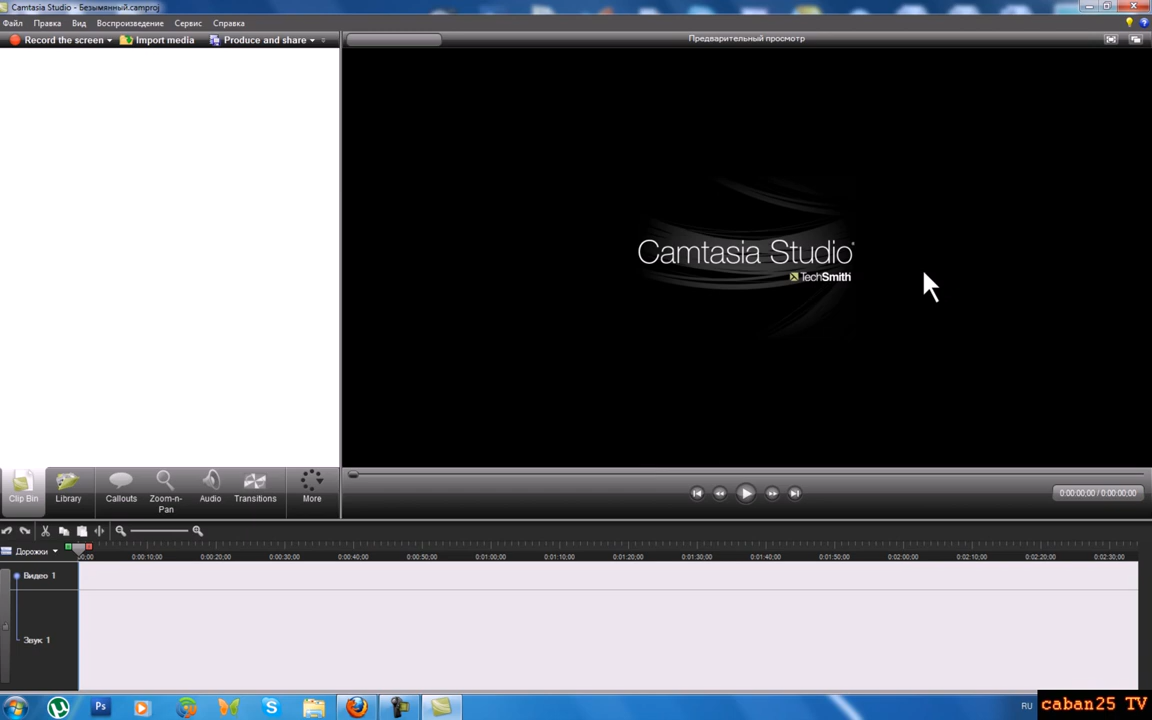 Camtasia Studio - Безымянный.camproj
Файл Правка Вид Воспроизведение Сервис Справка
Record the screen Import media Produce and share
Предварительный просмотр
Camtasia Studio
TechSmith
Clip Bin Library Callouts Zoom-n-Pan Audio Transitions More
0:00:00;00 / 0:00:00;00
Дорожки
00;00 0:00:10;00 0:00:20;00 0:00:30;00 0:00:40;00 0:00:50;00 0:01:00;00 0:01:10;00 0:01:20;00 0:01:30;00 0:01:40;00 0:01:50;00 0:02:00;00 0:02:10;00 0:02:20;00 0:02:30;00
Видео 1
Звук 1
Ps
RU
caban25 TV